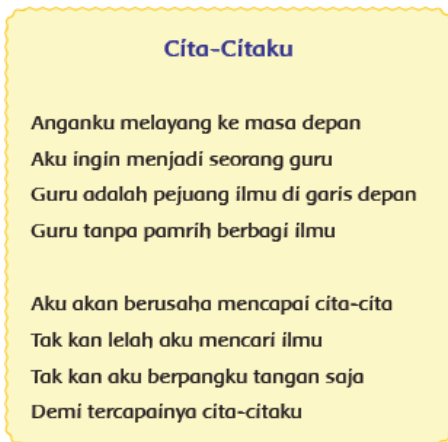 Cita-Citaku
Anganku melayang ke masa depan
Aku ingin menjadi seorang guru
Guru adalah pejuang ilmu di garis depan
Guru tanpa pamrih berbagi ilmu
Aku akan berusaha mencapai cita-cita
Tak kan lelah aku mencari ilmu
Tak kan aku berpangku tangan saja
Demi tercapainya cita-citaku